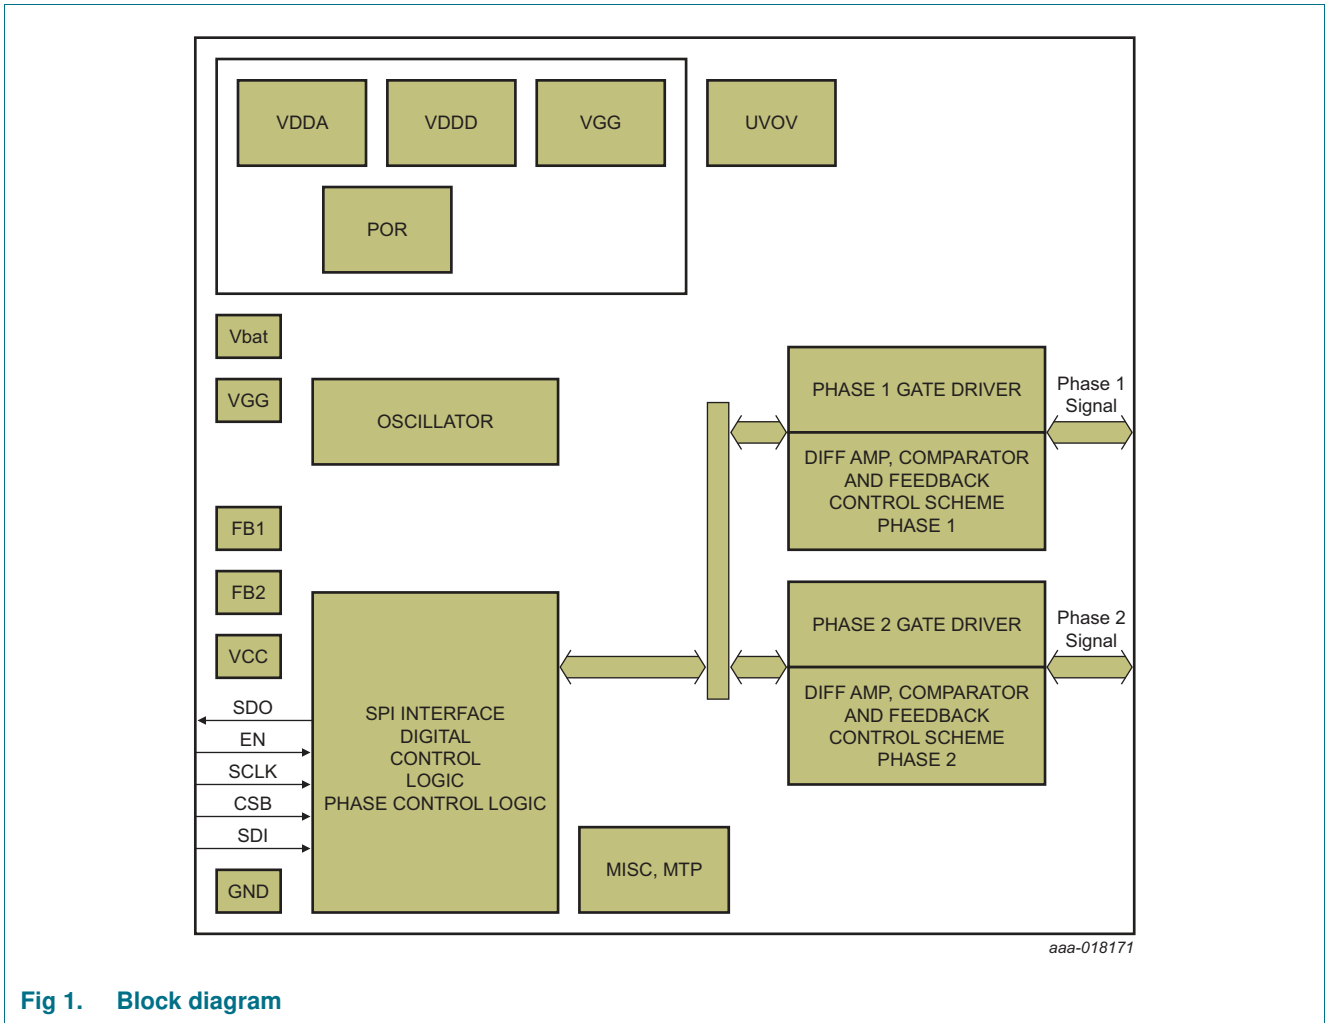 VDDA
VDDD
VGG
UVOV
POR
Vbat
VGG
OSCILLATOR
FB1
FB2
VCC
SDO
EN
SCLK
CSB
SDI
GND
SPI INTERFACE
DIGITAL
CONTROL
LOGIC
PHASE CONTROL LOGIC
MISC, MTP
PHASE 1 GATE DRIVER
DIFF AMP, COMPARATOR
AND FEEDBACK
CONTROL SCHEME
PHASE 1
Phase 1
Signal
PHASE 2 GATE DRIVER
DIFF AMP, COMPARATOR
AND FEEDBACK
CONTROL SCHEME
PHASE 2
Phase 2
Signal
aaa-018171
Fig 1. Block diagram